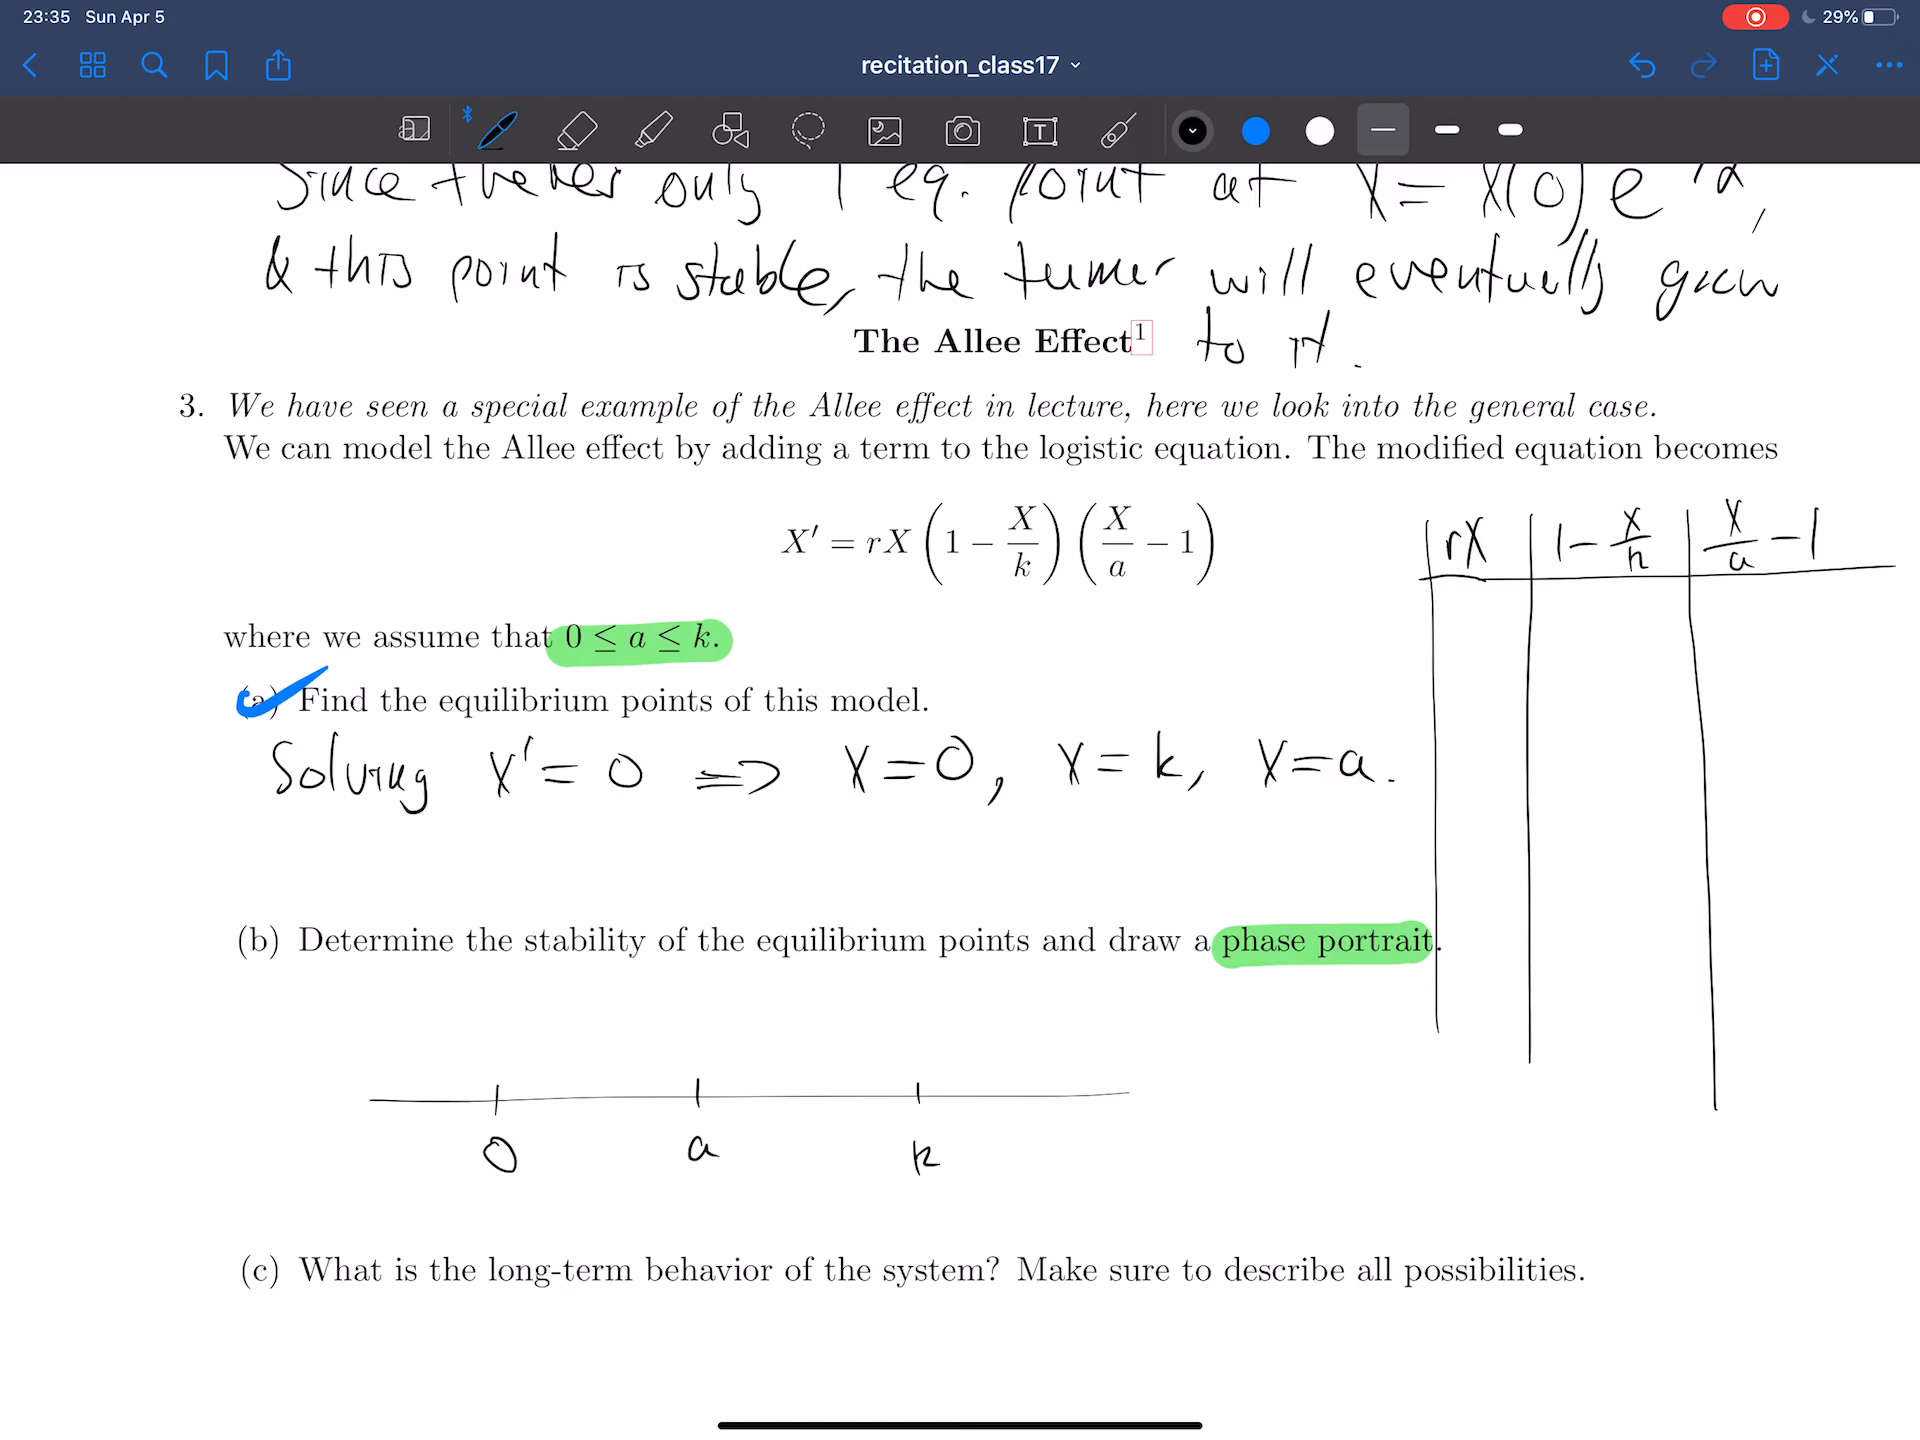 23:35 Sun Apr 5
29%
recitation_class17
only 1 eq. point at X = X(0) e
& this point is stable, the tumer will eventually grow
to it.
The Allee Effect¹
3. We have seen a special example of the Allee effect in lecture, here we look into the general case.
We can model the Allee effect by adding a term to the logistic equation. The modified equation becomes
X′ = rX (1 − X/k) (X/a − 1)
rX | 1 − X/k | X/a − 1
where we assume that 0 ≤ a ≤ k.
(a) Find the equilibrium points of this model.
Solving X' = 0 => X = 0, X = k, X = a.
(b) Determine the stability of the equilibrium points and draw a phase portrait.
0 a k
(c) What is the long-term behavior of the system? Make sure to describe all possibilities.